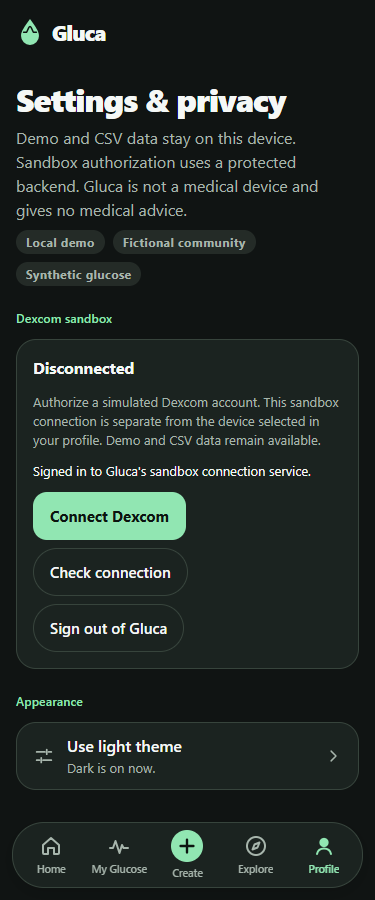 Gluca
Settings & privacy
Demo and CSV data stay on this device.
Sandbox authorization uses a protected
backend. Gluca is not a medical device and
gives no medical advice.
Local demo
Fictional community
Synthetic glucose
Dexcom sandbox
Disconnected
Authorize a simulated Dexcom account. This sandbox
connection is separate from the device selected in
your profile. Demo and CSV data remain available.
Signed in to Gluca's sandbox connection service.
Connect Dexcom
Check connection
Sign out of Gluca
Appearance
Use light theme
Dark is on now.
Home
My Glucose
Create
Explore
Profile